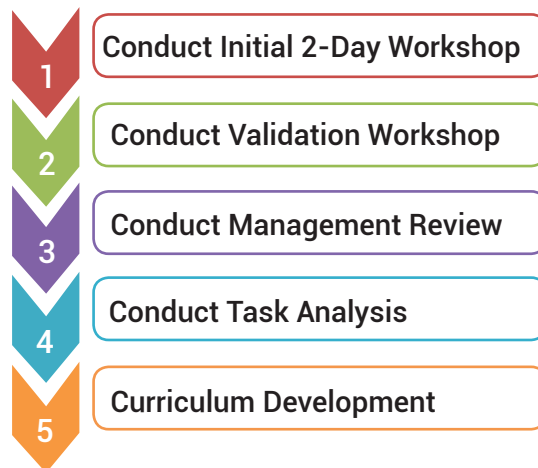 1 Conduct Initial 2-Day Workshop
2 Conduct Validation Workshop
3 Conduct Management Review
4 Conduct Task Analysis
5 Curriculum Development